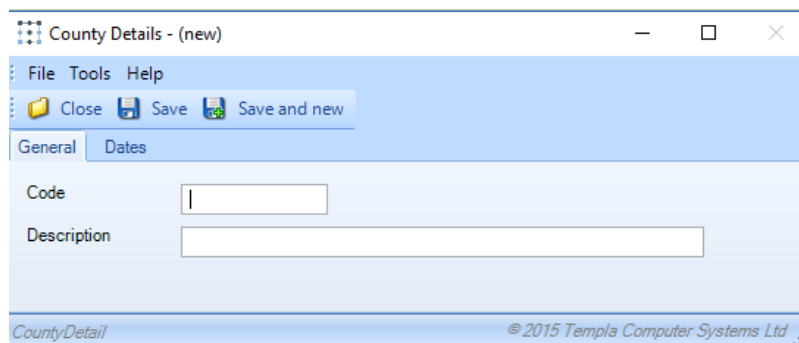 County Details - (new)
File Tools Help
Close Save Save and new
General Dates
Code
Description
CountyDetail © 2015 Templa Computer Systems Ltd